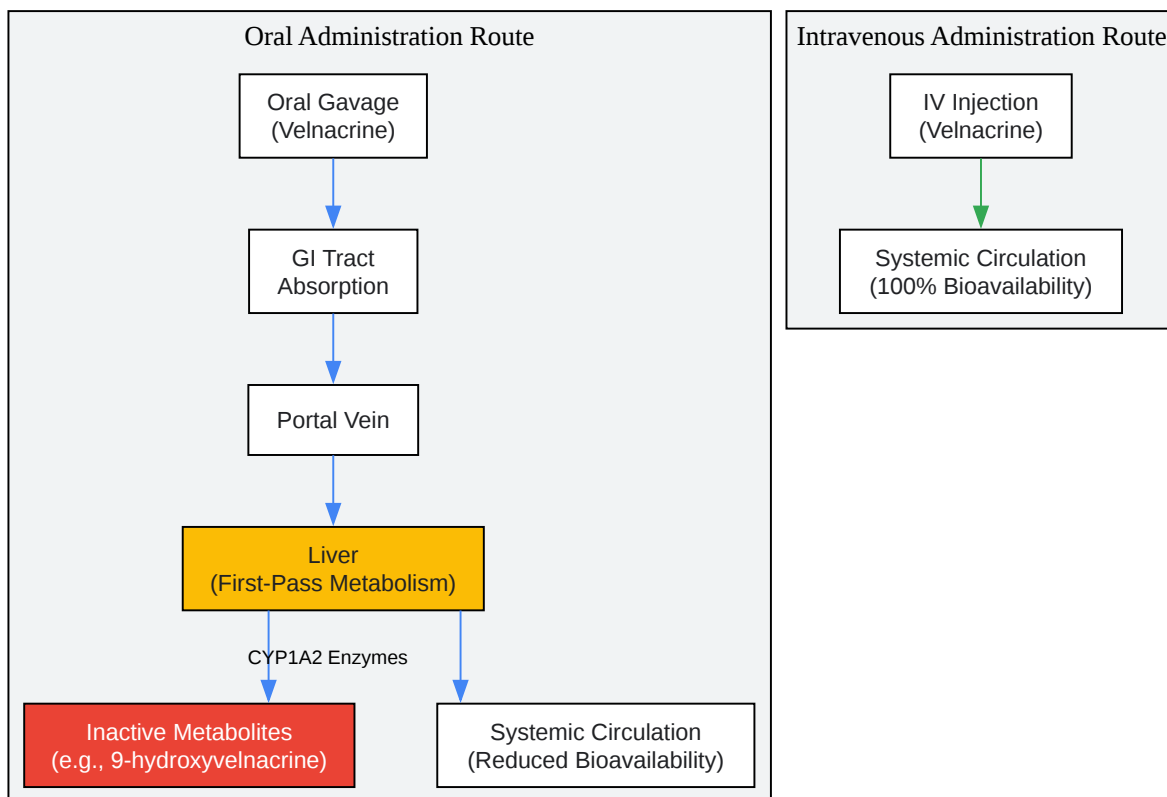 Oral Administration Route
Oral Gavage
(Velnacrine)
GI Tract
Absorption
Portal Vein
Liver
(First-Pass Metabolism)
CYP1A2 Enzymes
Inactive Metabolites
(e.g., 9-hydroxyvelnacrine)
Systemic Circulation
(Reduced Bioavailability)
Intravenous Administration Route
IV Injection
(Velnacrine)
Systemic Circulation
(100% Bioavailability)